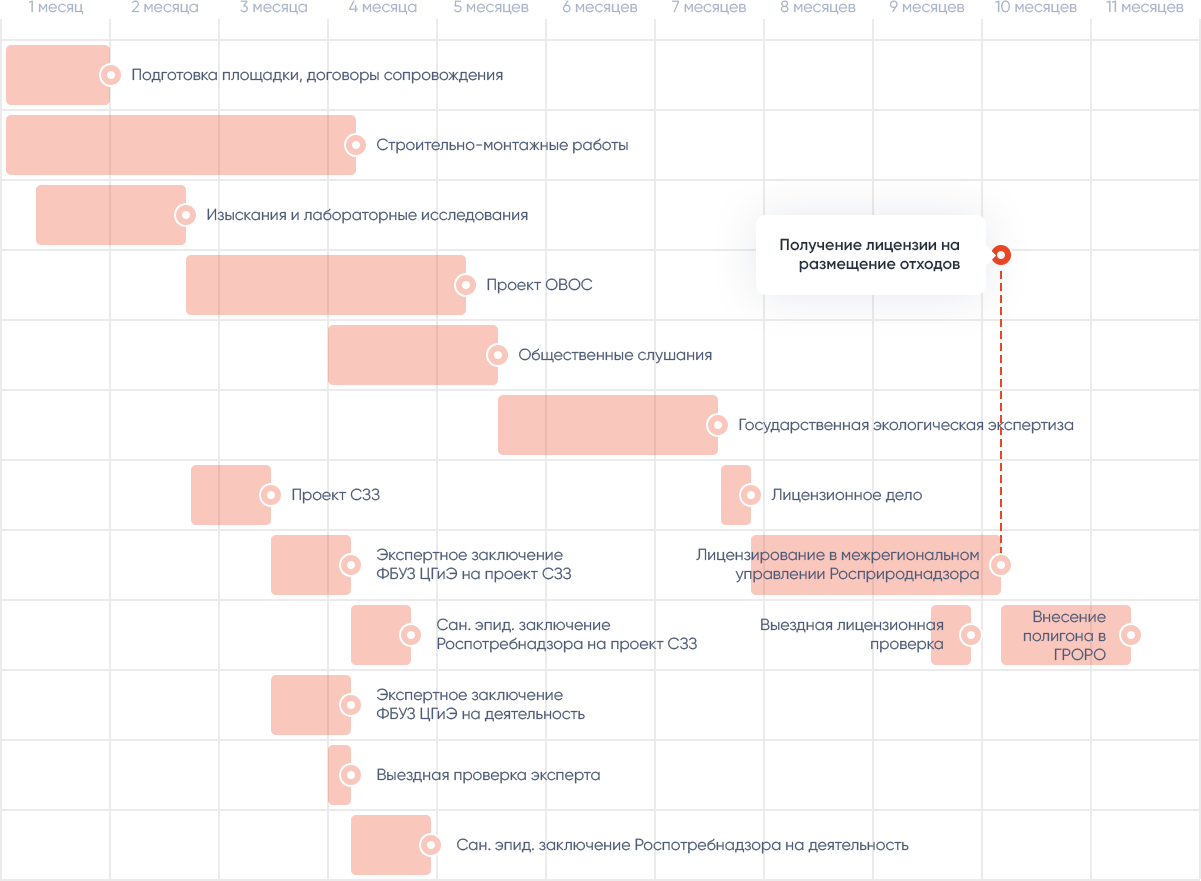 1 месяц
2 месяца
3 месяца
4 месяца
5 месяцев
6 месяцев
7 месяцев
8 месяцев
9 месяцев
10 месяцев
11 месяцев
Подготовка площадки, договоры сопровождения
Строительно-монтажные работы
Изыскания и лабораторные исследования
Получение лицензии на
размещение отходов
Проект ОВОС
Общественные слушания
Государственная экологическая экспертиза
Проект СЗЗ
Лицензионное дело
Экспертное заключение
ФБУЗ ЦГиЭ на проект СЗЗ
Лицензирование в межрегиональном
управлении Росприроднадзора
Сан. эпид. заключение
Роспотребнадзора на проект СЗЗ
Выездная лицензионная
проверка
Внесение
полигона в
ГРОРО
Экспертное заключение
ФБУЗ ЦГиЭ на деятельность
Выездная проверка эксперта
Сан. эпид. заключение Роспотребнадзора на деятельность